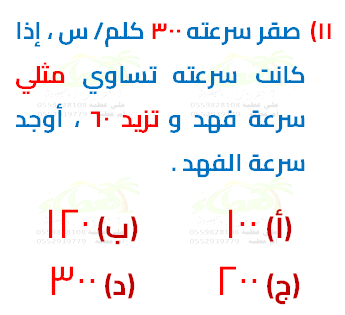 ١١) صقر سرعته ٣٠٠ كلم/ س ، إذا
كانت سرعته تساوي مثلي
سرعة فهد و تزيد ٦٠ ، أوجد
سرعة الفهد .
(أ) ١٠٠ (ب) ١٢٠
(ج) ٢٠٠ (د) ٣٠٠